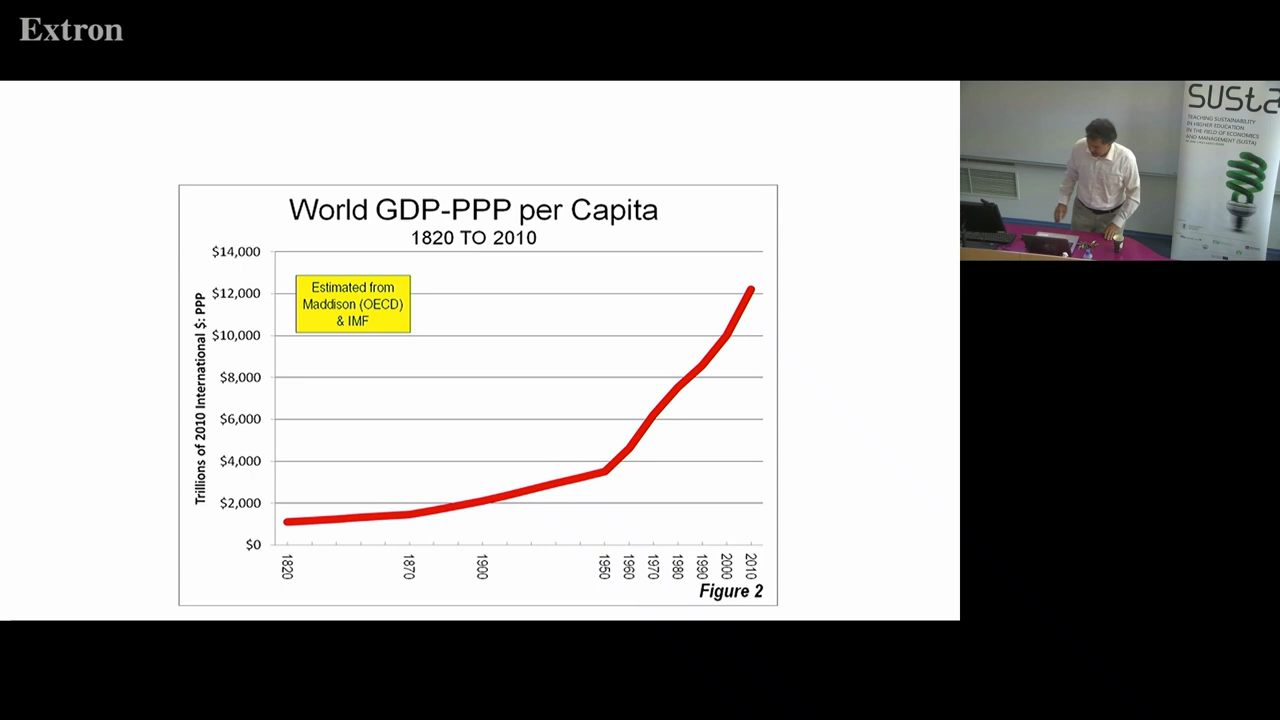 Extron
World GDP-PPP per Capita
1820 TO 2010
Estimated from
Maddison (OECD)
& IMF
Trillions of 2010 International $: PPP
$14,000
$12,000
$10,000
$8,000
$6,000
$4,000
$2,000
$0
1820
1870
1900
1950
1960
1970
1980
1990
2000
2010
Figure 2
SUSta
TEACHING SUSTAINABILITY
IN HIGHER EDUCATION
IN THE FIELD OF ECONOMICS
AND MANAGEMENT (SUSTA)